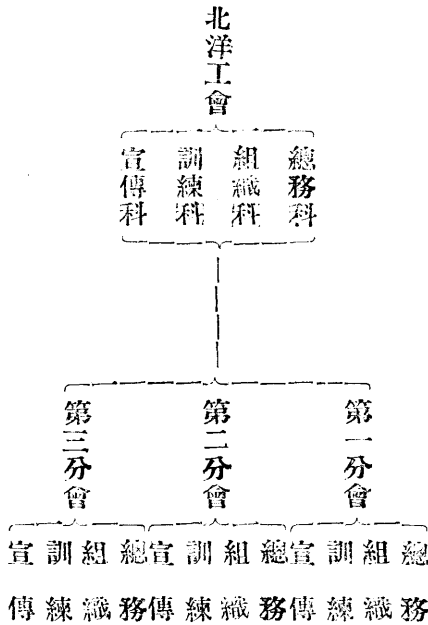 北洋工會
總務科
組織科
訓練科
宣傳科
第一分會
第二分會
第三分會
總務
組織
訓練
宣傳
總務
組織
訓練
宣傳
總務
組織
訓練
宣傳